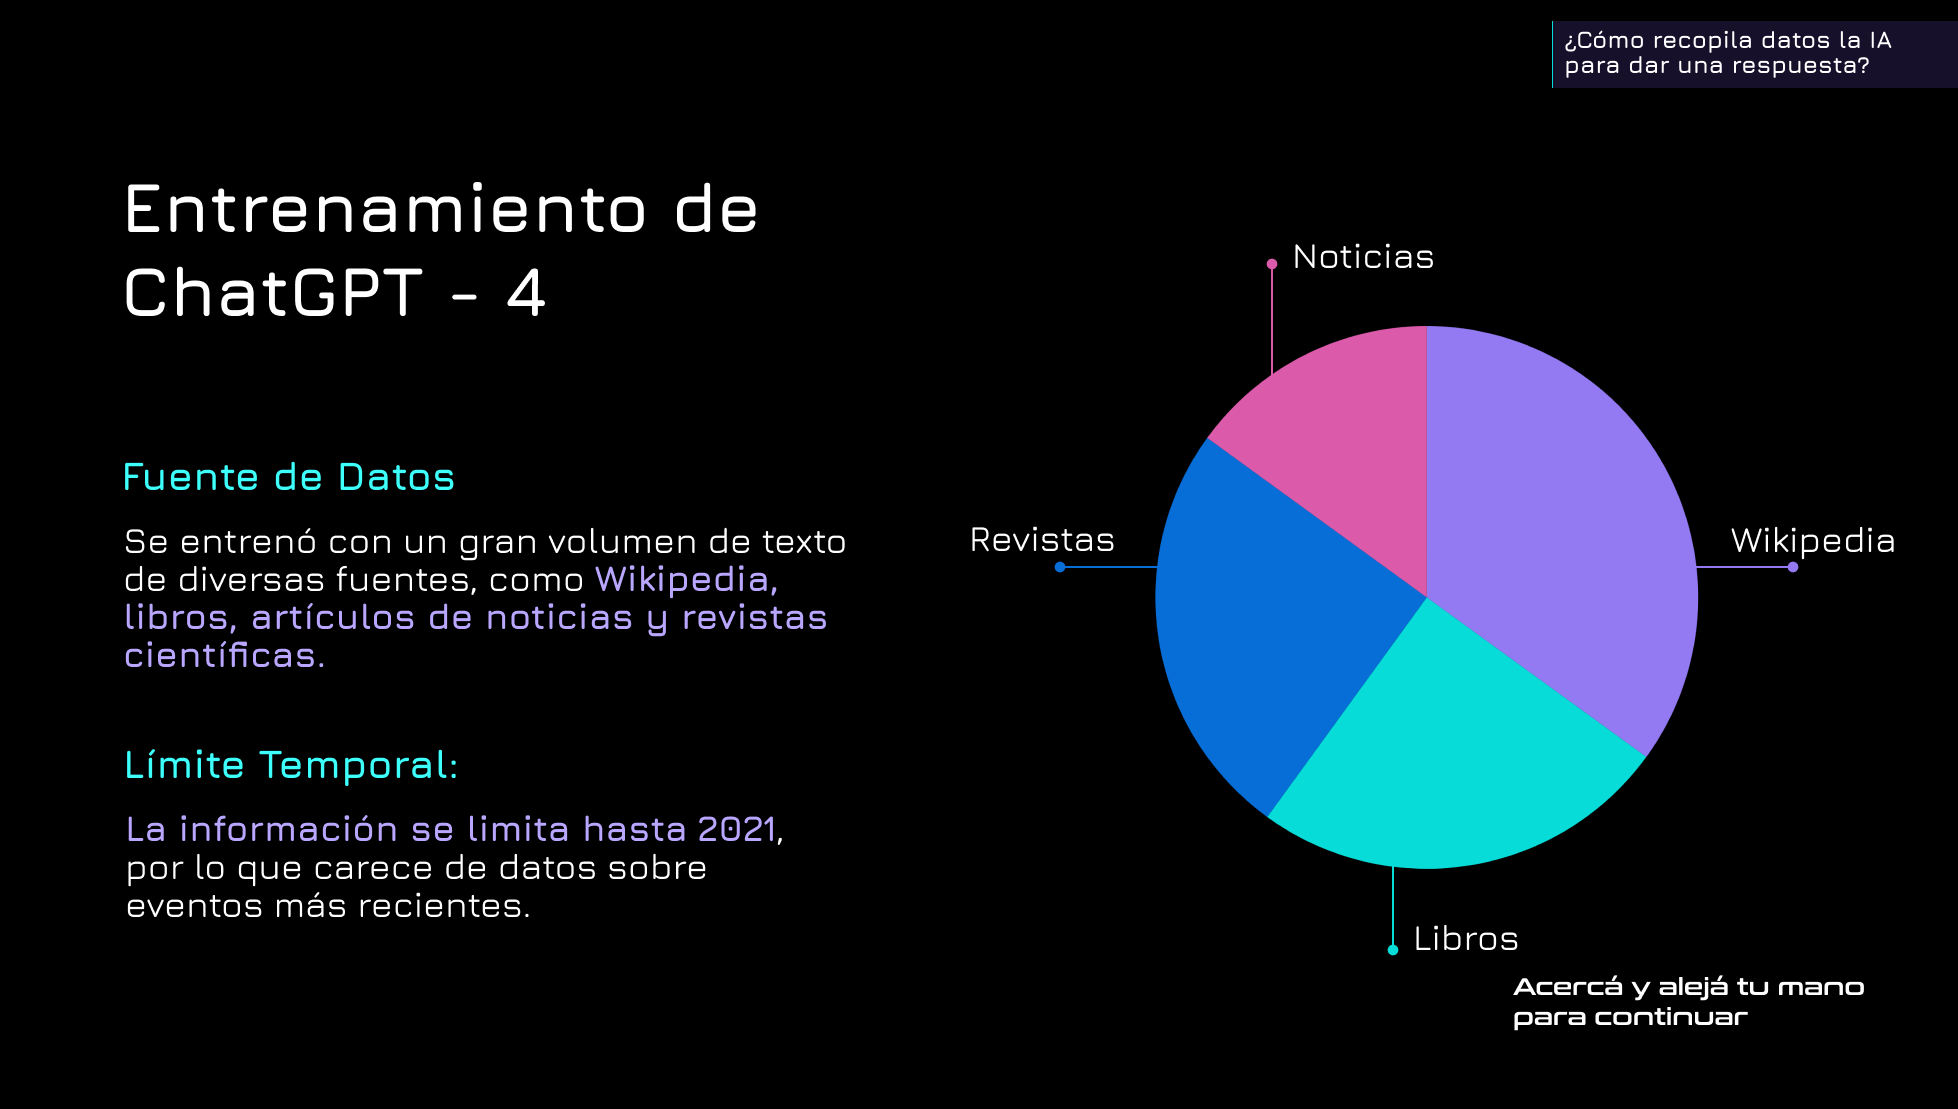 ¿Cómo recopila datos la IA
para dar una respuesta?
Entrenamiento de
ChatGPT - 4
Fuente de Datos
Se entrenó con un gran volumen de texto
de diversas fuentes, como Wikipedia,
libros, artículos de noticias y revistas
científicas.
Límite Temporal:
La información se limita hasta 2021,
por lo que carece de datos sobre
eventos más recientes.
Noticias
Revistas
Wikipedia
Libros
Acercá y alejá tu mano
para continuar